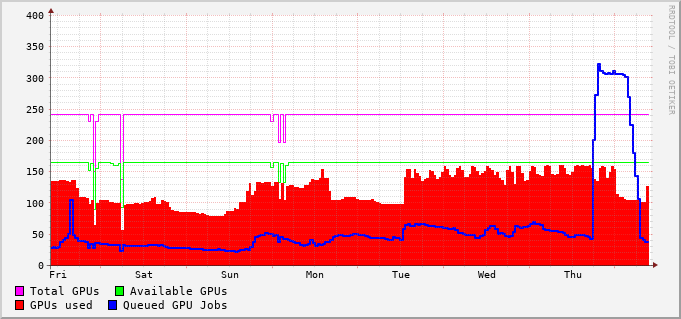 400
350
300
250
200
150
100
50
0
Fri Sat Sun Mon Tue Wed Thu
Total GPUs Available GPUs
GPUs used Queued GPU Jobs
RRDTOOL / TOBI OETIKER